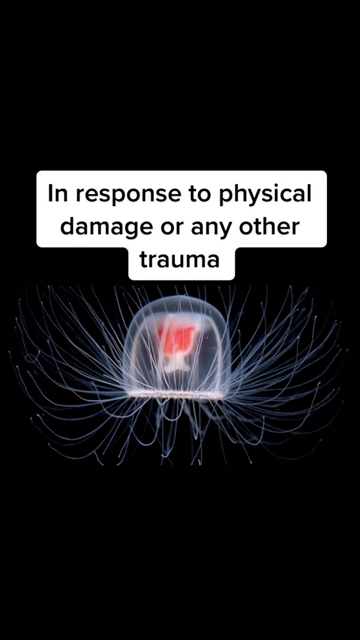 In response to physical
damage or any other
trauma